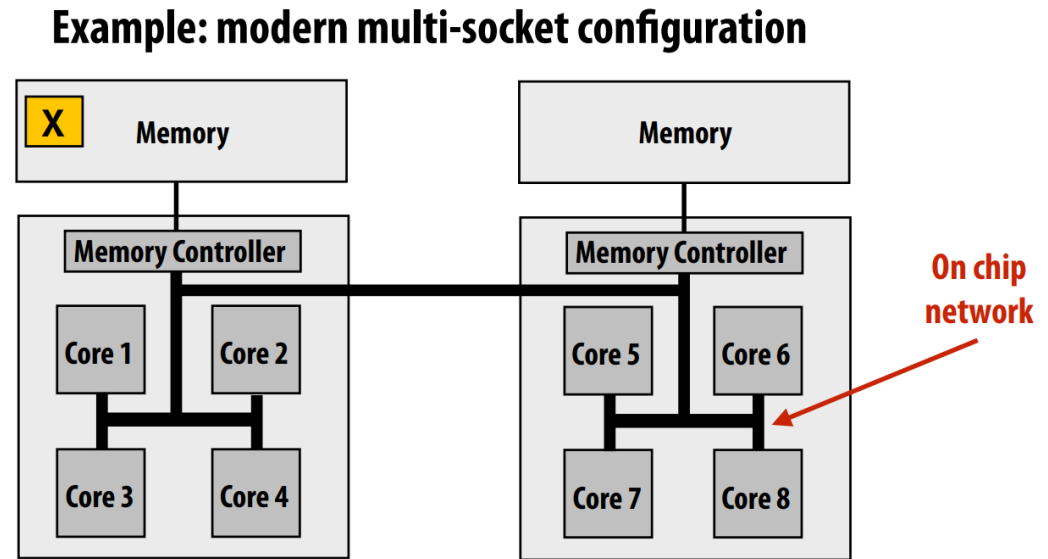 Example: modern multi-socket configuration
X
Memory
Memory
Memory Controller
Memory Controller
On chip
network
Core 1
Core 2
Core 5
Core 6
Core 3
Core 4
Core 7
Core 8